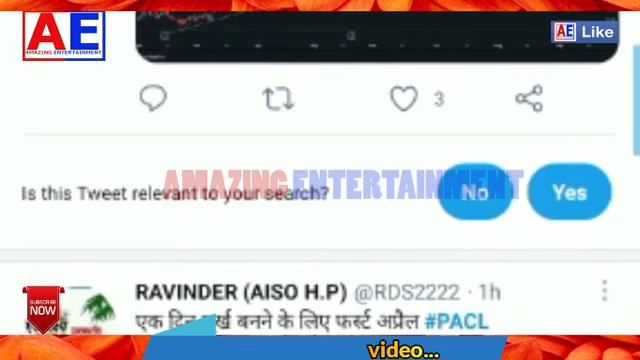 AE
AMAZING ENTERTAINMENT
AE Like
3
AMAZING ENTERTAINMENT
Is this Tweet relevant to your search?
No
Yes
RAVINDER (AISO H.P) @RDS2222 · 1h
SUBSCRIBE
NOW
एक दिन के लिए फर्स्ट अप्रैल #PACL
video...